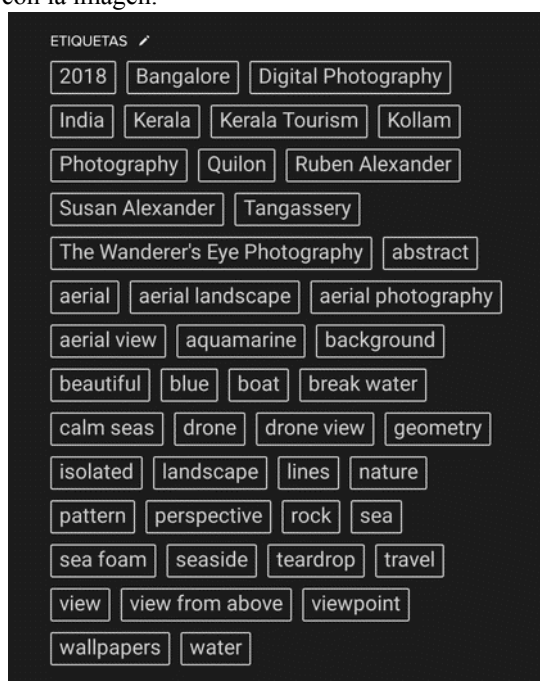 con la imagen.
ETIQUETAS
2018 Bangalore Digital Photography
India Kerala Kerala Tourism Kollam
Photography Quilon Ruben Alexander
Susan Alexander Tangassery
The Wanderer's Eye Photography abstract
aerial aerial landscape aerial photography
aerial view aquamarine background
beautiful blue boat break water
calm seas drone drone view geometry
isolated landscape lines nature
pattern perspective rock sea
sea foam seaside teardrop travel
view view from above viewpoint
wallpapers water